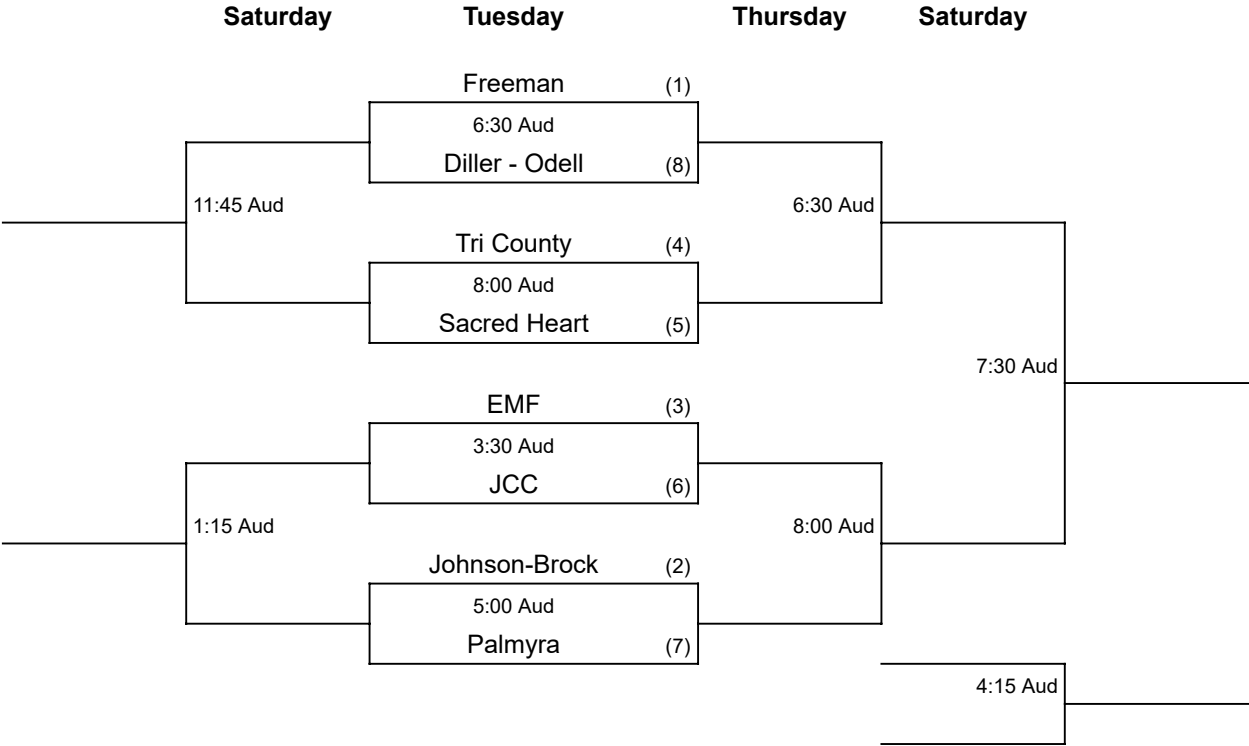 Saturday Tuesday Thursday Saturday
Freeman (1)
6:30 Aud
Diller - Odell (8)
11:45 Aud 6:30 Aud
Tri County (4)
8:00 Aud
Sacred Heart (5)
7:30 Aud
EMF (3)
3:30 Aud
JCC (6)
1:15 Aud 8:00 Aud
Johnson-Brock (2)
5:00 Aud
Palmyra (7)
4:15 Aud